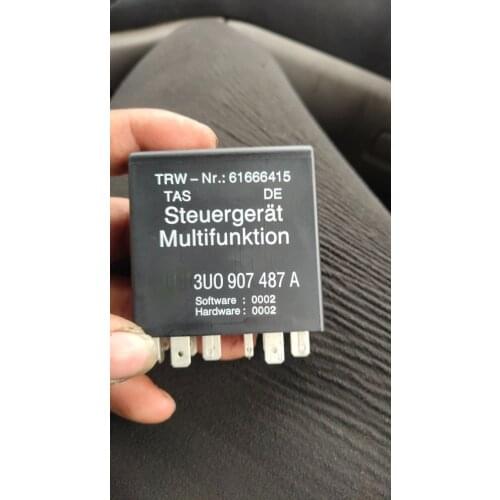 TRW – Nr.: 61666415
TAS DE
Steuergerät
Multifunktion
3U0 907 487 A
Software : 0002
Hardware : 0002